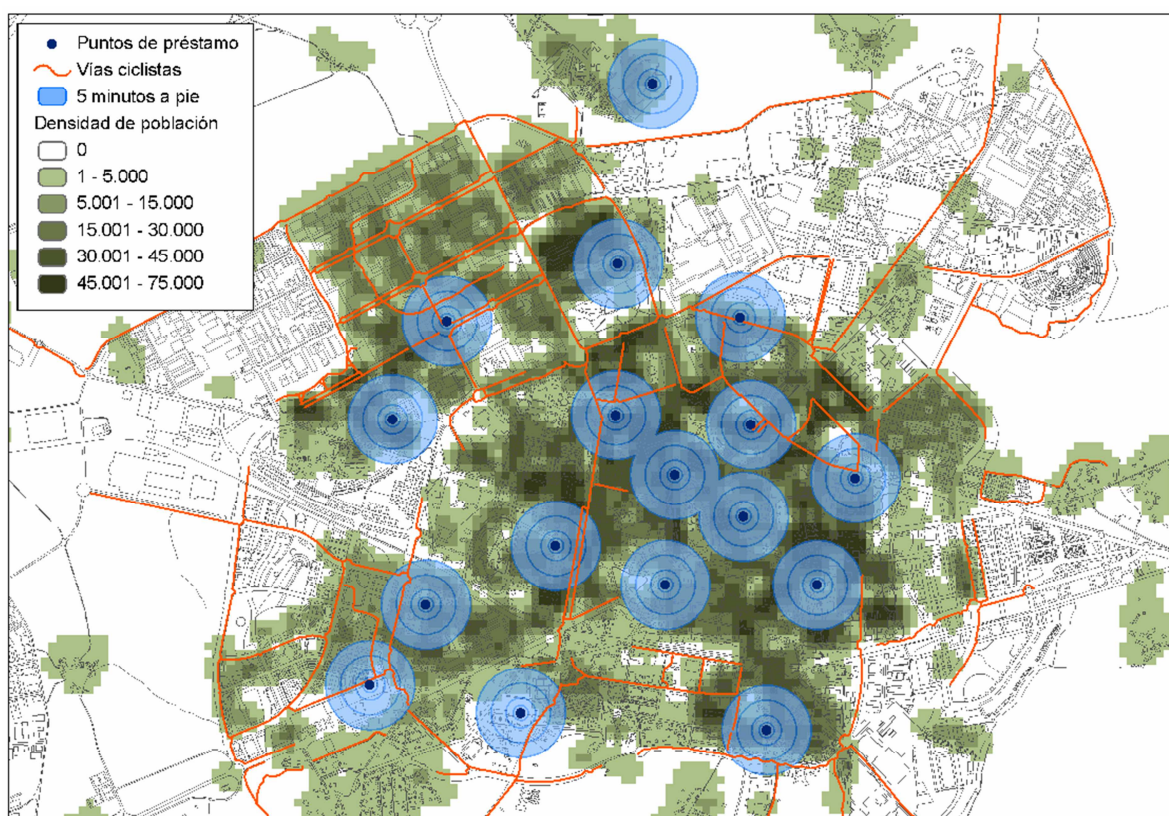 Puntos de préstamo
Vías ciclistas
5 minutos a pie
Densidad de población
0
1 - 5.000
5.001 - 15.000
15.001 - 30.000
30.001 - 45.000
45.001 - 75.000